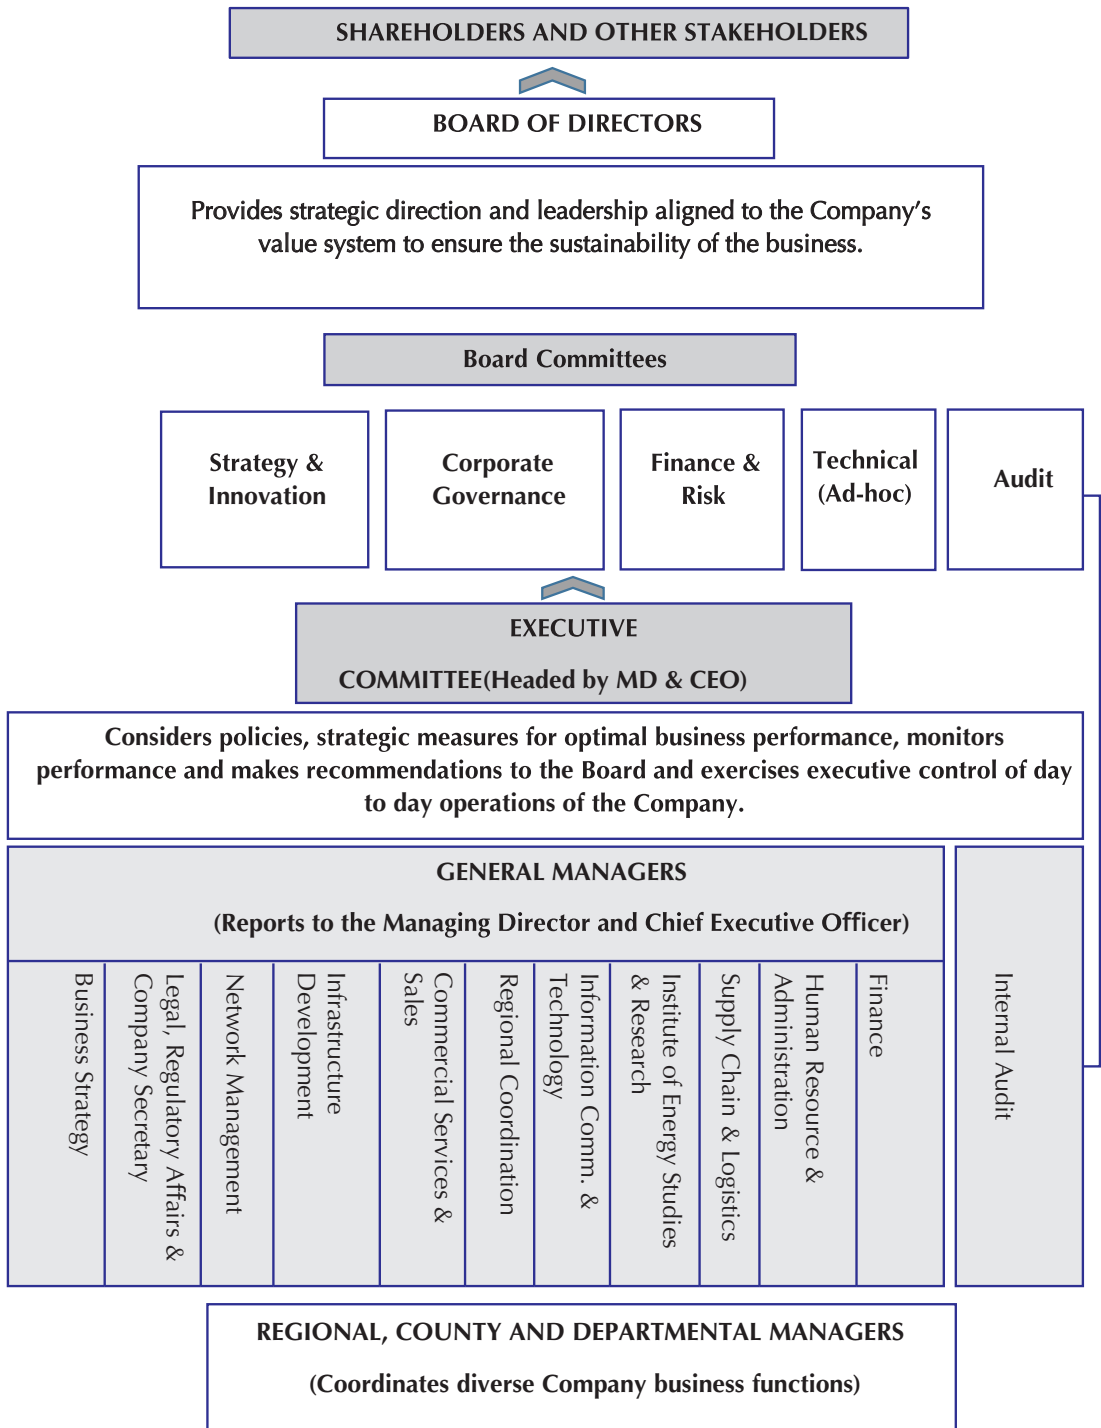 SHAREHOLDERS AND OTHER STAKEHOLDERS
BOARD OF DIRECTORS
Provides strategic direction and leadership aligned to the Company's
value system to ensure the sustainability of the business.
Board Committees
Strategy &
Innovation
Corporate
Governance
Finance &
Risk
Technical
(Ad-hoc)
Audit
EXECUTIVE
COMMITTEE(Headed by MD & CEO)
Considers policies, strategic measures for optimal business performance, monitors
performance and makes recommendations to the Board and exercises executive control of day
to day operations of the Company.
GENERAL MANAGERS
(Reports to the Managing Director and Chief Executive Officer)
Business Strategy
Legal, Regulatory Affairs &
Company Secretary
Network Management
Infrastructure
Development
Commercial Services &
Sales
Regional Coordination
Information Comm. &
Technology
Institute of Energy Studies
& Research
Supply Chain & Logistics
Human Resource &
Administration
Finance
Internal Audit
REGIONAL, COUNTY AND DEPARTMENTAL MANAGERS
(Coordinates diverse Company business functions)